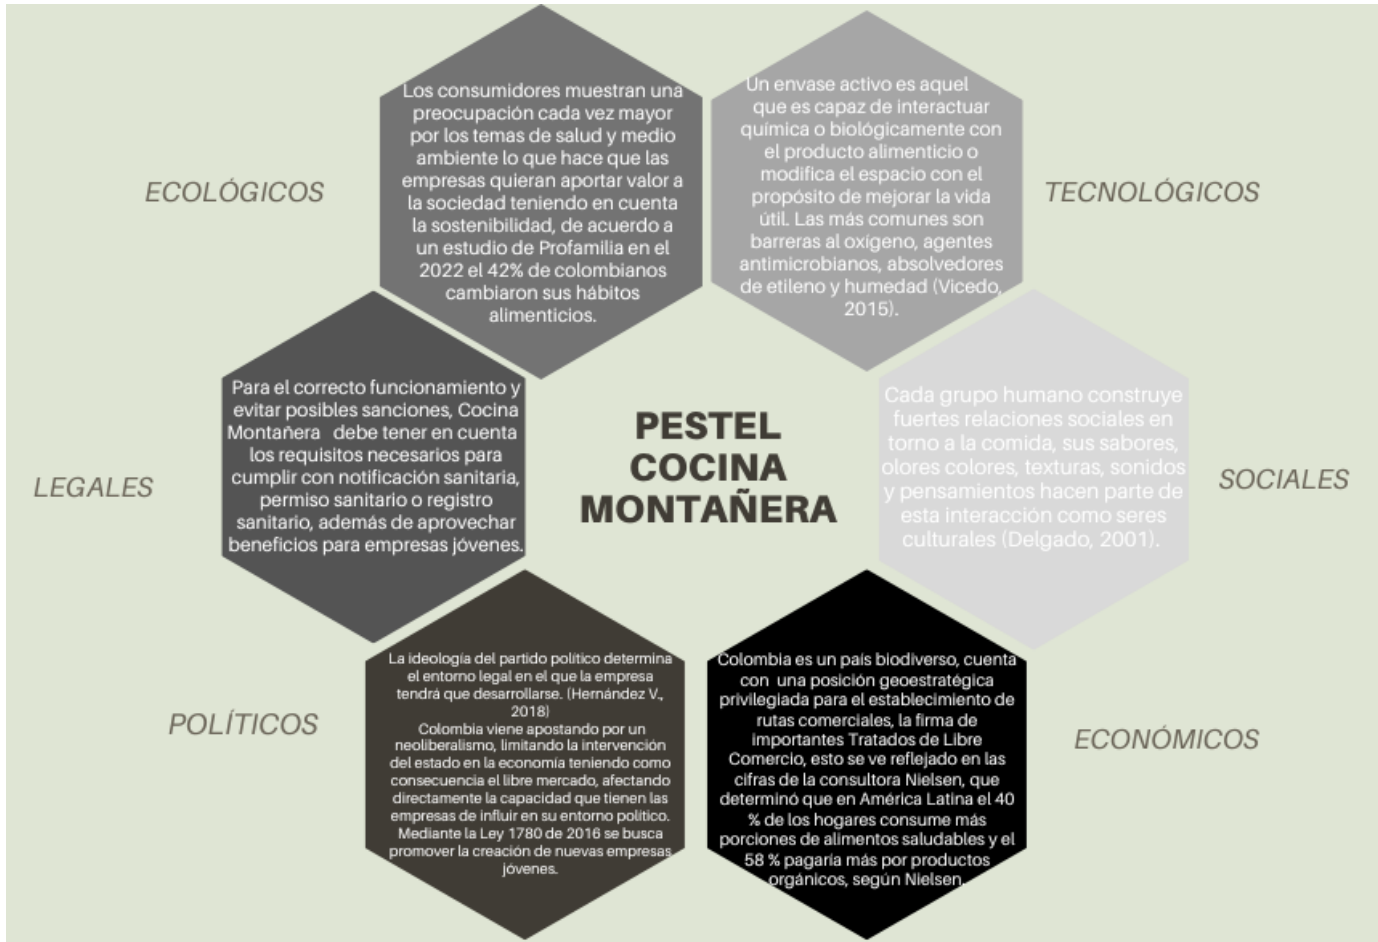 ECOLÓGICOS
Los consumidores muestran una
preocupación cada vez mayor
por los temas de salud y medio
ambiente lo que hace que las
empresas quieran aportar valor a
la sociedad teniendo en cuenta
la sostenibilidad, de acuerdo a
un estudio de Profamilia en el
2022 el 42% de colombianos
cambiaron sus hábitos
alimenticios.
Un envase activo es aquel
que es capaz de interactuar
química o biológicamente con
el producto alimenticio o
modifica el espacio con el
propósito de mejorar la vida
útil. Las más comunes son
barreras al oxígeno, agentes
antimicrobianos, absolvedores
de etileno y humedad (Vicedo,
2015).
TECNOLÓGICOS
LEGALES
Para el correcto funcionamiento y
evitar posibles sanciones, Cocina
Montañera debe tener en cuenta
los requisitos necesarios para
cumplir con notificación sanitaria,
permiso sanitario o registro
sanitario, además de aprovechar
beneficios para empresas jóvenes.
PESTEL
COCINA
MONTAÑERA
Cada grupo humano construye
fuertes relaciones sociales en
torno a la comida, sus sabores,
olores colores, texturas, sonidos
y pensamientos hacen parte de
esta interacción como seres
culturales (Delgado, 2001).
SOCIALES
POLÍTICOS
La ideología del partido político determina
el entorno legal en el que la empresa
tendrá que desarrollarse. (Hernández V.,
2018)
Colombia viene apostando por un
neoliberalismo, limitando la intervención
del estado en la economía teniendo como
consecuencia el libre mercado, afectando
directamente la capacidad que tienen las
empresas de influir en su entorno político.
Mediante la Ley 1780 de 2016 se busca
promover la creación de nuevas empresas
jóvenes.
Colombia es un país biodiverso, cuenta
con una posición geoestratégica
privilegiada para el establecimiento de
rutas comerciales, la firma de
importantes Tratados de Libre
Comercio, esto se ve reflejado en las
cifras de la consultora Nielsen, que
determinó que en América Latina el 40
% de los hogares consume más
porciones de alimentos saludables y el
58 % pagaría más por productos
orgánicos, según Nielsen.
ECONÓMICOS